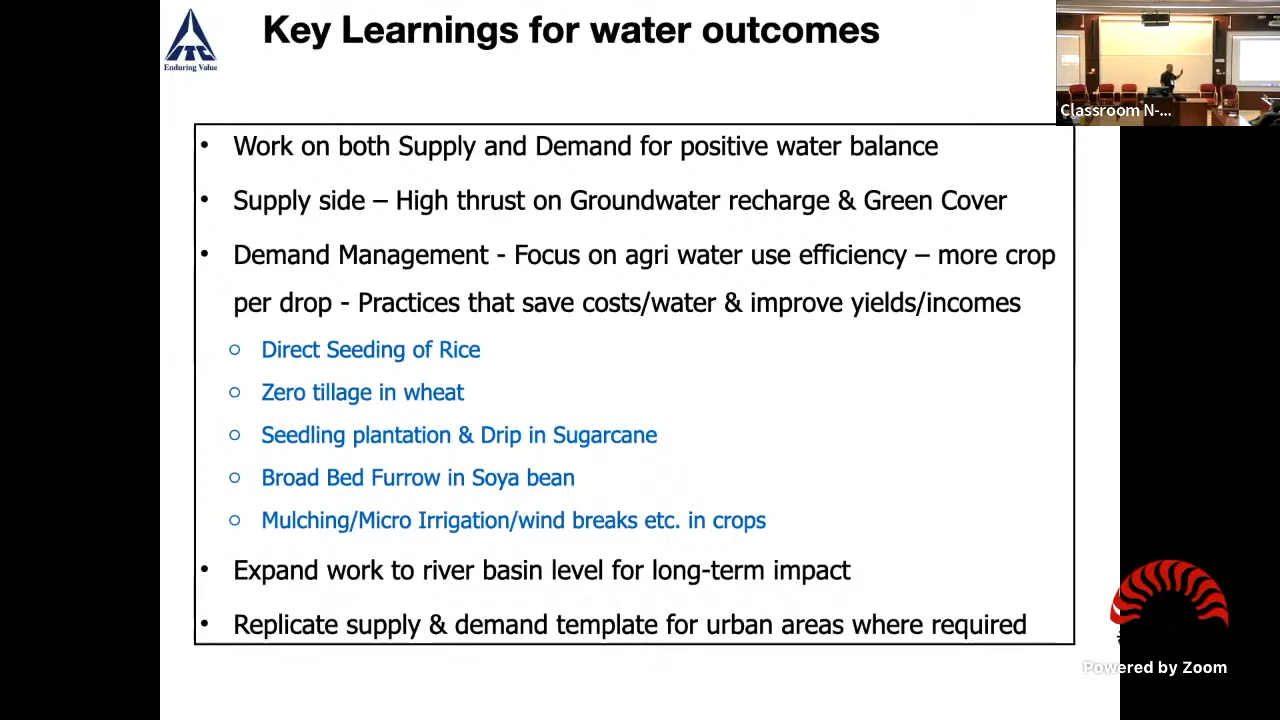 ITC
Enduring Value
Key Learnings for water outcomes
Classroom N-...
• Work on both Supply and Demand for positive water balance
• Supply side – High thrust on Groundwater recharge & Green Cover
• Demand Management - Focus on agri water use efficiency – more crop
per drop - Practices that save costs/water & improve yields/incomes
○ Direct Seeding of Rice
○ Zero tillage in wheat
○ Seedling plantation & Drip in Sugarcane
○ Broad Bed Furrow in Soya bean
○ Mulching/Micro Irrigation/wind breaks etc. in crops
• Expand work to river basin level for long-term impact
• Replicate supply & demand template for urban areas where required
Powered by Zoom